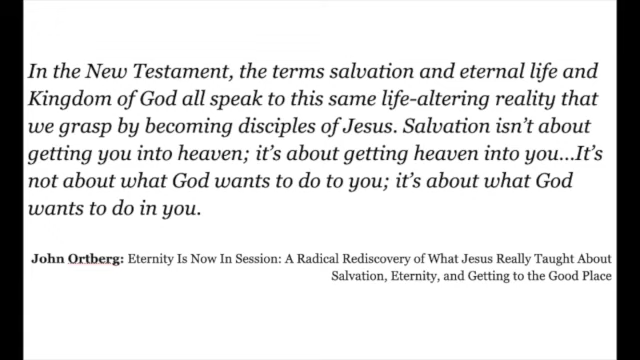 In the New Testament, the terms salvation and eternal life and
Kingdom of God all speak to this same life-altering reality that
we grasp by becoming disciples of Jesus. Salvation isn’t about
getting you into heaven; it’s about getting heaven into you…It’s
not about what God wants to do to you; it’s about what God
wants to do in you.
John Ortberg: Eternity Is Now In Session: A Radical Rediscovery of What Jesus Really Taught About
Salvation, Eternity, and Getting to the Good Place